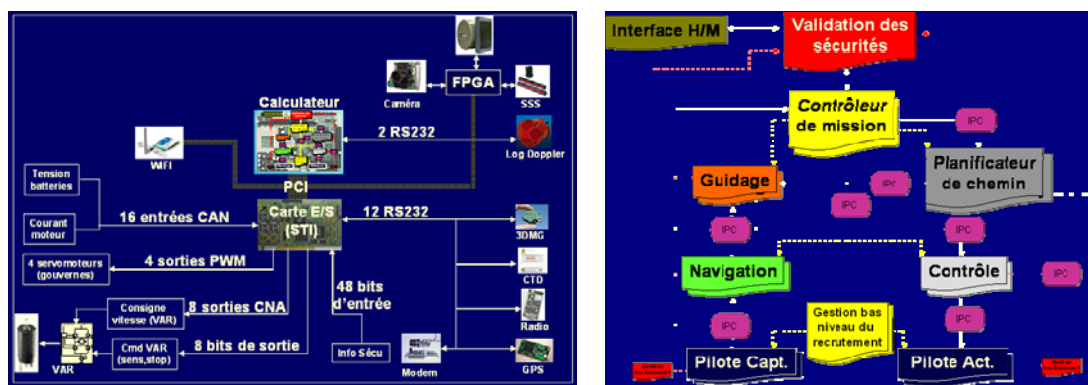 FPGA
Caméra
SSS
Calculateur
2 RS232
Log Doppler
WIFI
PCI
Tension
batteries
16 entrées CAN
Courant
moteur
Carte E/S
(STI)
12 RS232
3DMG
4 servomoteurs
(gouvernes)
4 sorties PWM
CTD
48 bits
d'entrée
Consigne
vitesse (VAR)
8 sorties CNA
Radio
Cmd VAR
(sens,stop)
8 bits de sortie
Info Sécu
VAR
Modem
GPS
Interface H/M
Validation des
sécurités
Contrôleur
de mission
IPC
Planificateur
de chemin
Guidage
IPC
IPC
IPC
IPC
Navigation
Contrôle
IPC
Gestion bas
niveau du
recrutement
IPC
IPC
Pilote Capt.
Pilote Act.